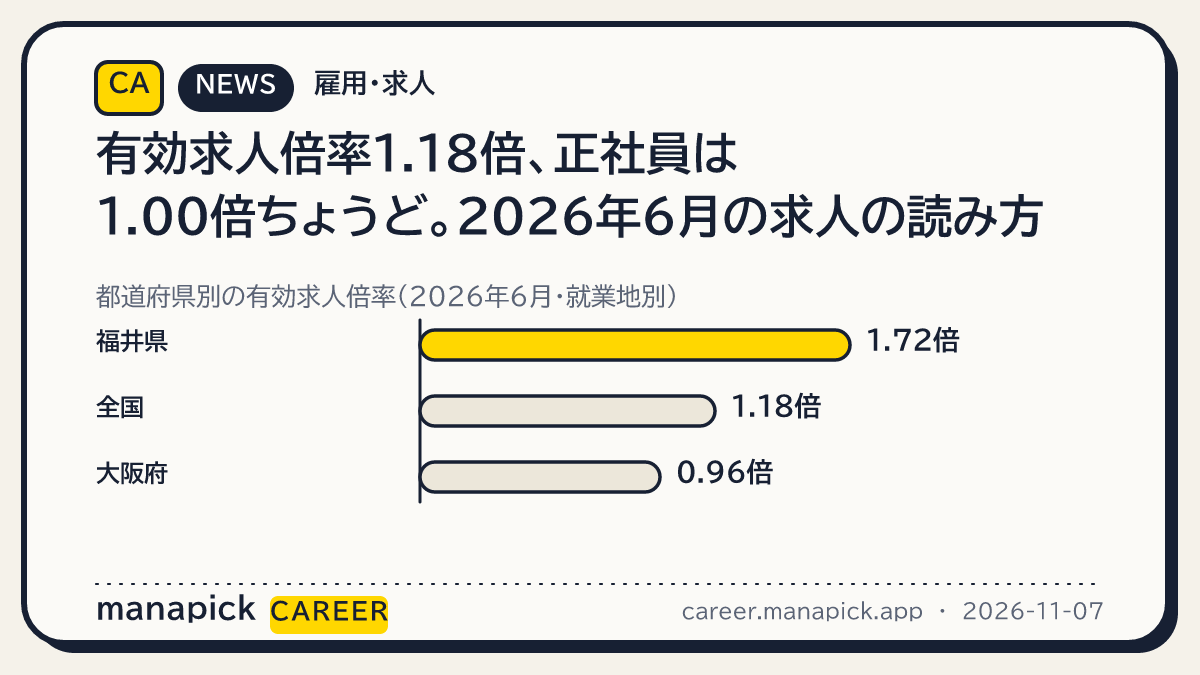 CA NEWS 雇用・求人
有効求人倍率1.18倍、正社員は
1.00倍ちょうど。2026年6月の求人の読み方
都道府県別の有効求人倍率(2026年6月・就業地別)
福井県 1.72倍
全国 1.18倍
大阪府 0.96倍
manapick CAREER career.manapick.app ・ 2026-11-07